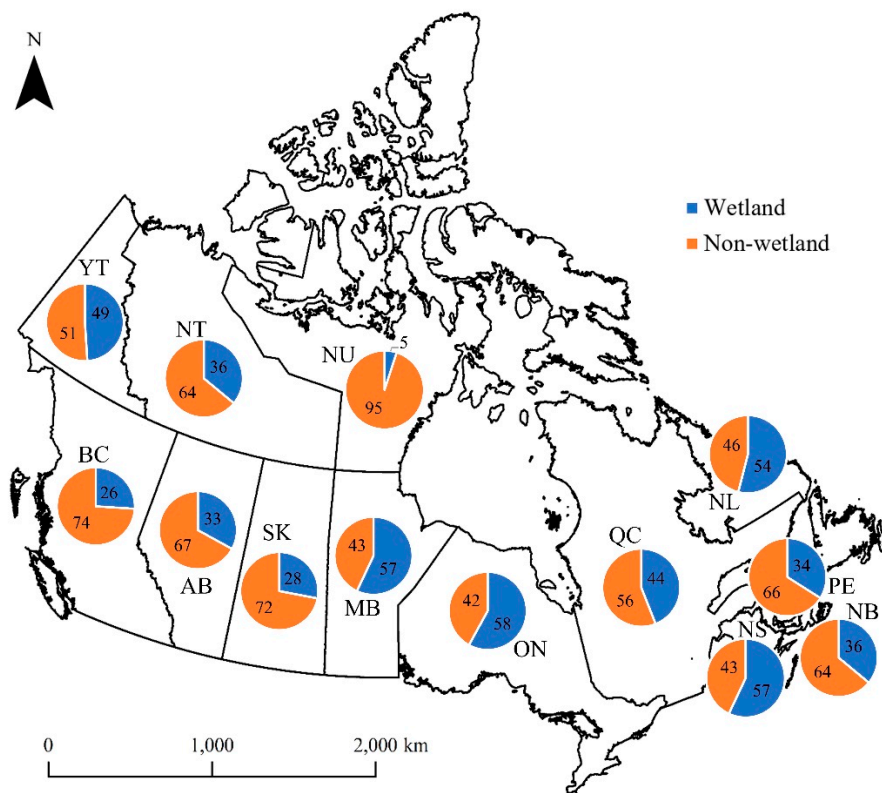 N
Wetland
Non-wetland
YT
49
51
NT
36
64
NU
5
95
BC
26
74
AB
33
67
SK
28
72
MB
43
57
ON
42
58
QC
44
56
NL
46
54
PE
34
66
NB
36
64
NS
43
57
0 1,000 2,000 km